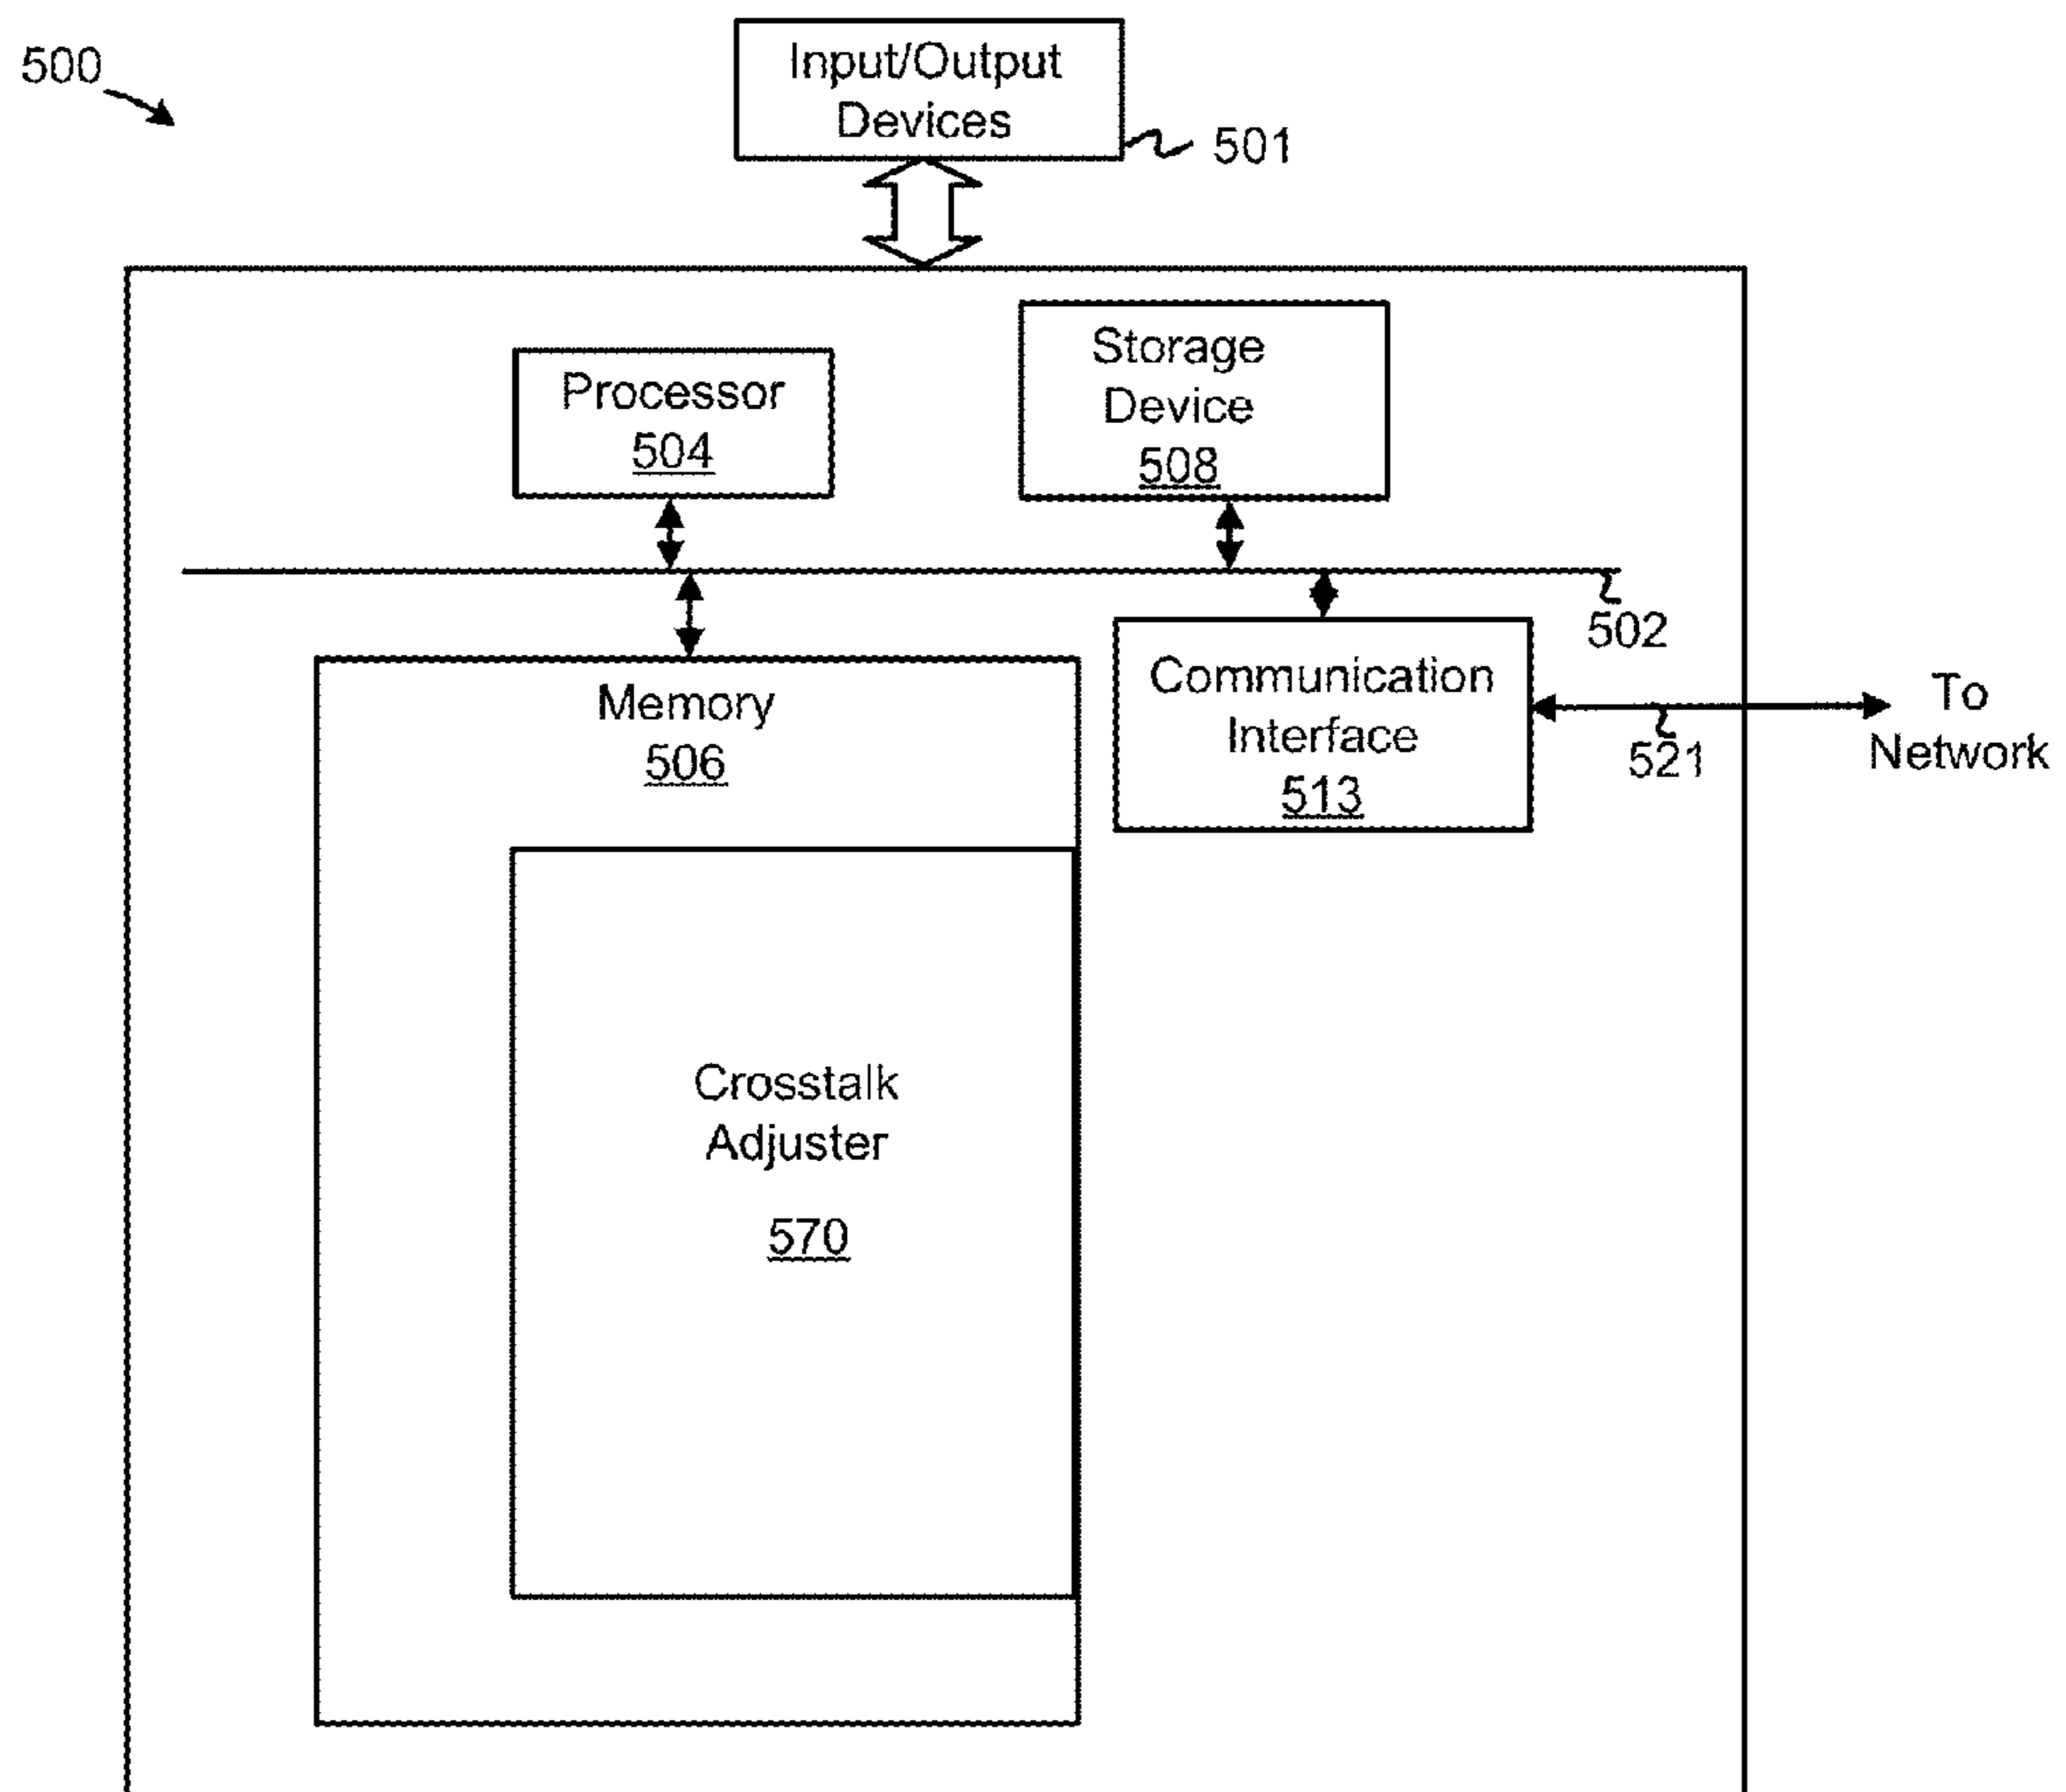 500
Input/Output
Devices
501
Storage
Device
508
Processor
504
502
Communication
Interface
513
To
Network
521
Memory
506
Crosstalk
Adjuster
570